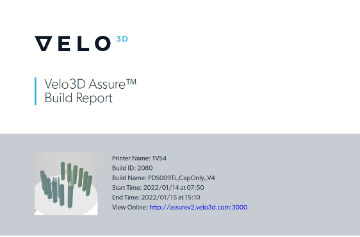 VELO 3D
Velo3D Assure™
Build Report
Printer Name: TVS4
Build ID: 2080
Build Name: PDS009TL_CapOnly_V4
Start Time: 2022/01/14 at 07:50
End Time: 2022/01/15 at 15:10
View Online: http://assurev2.velo3d.com:3000